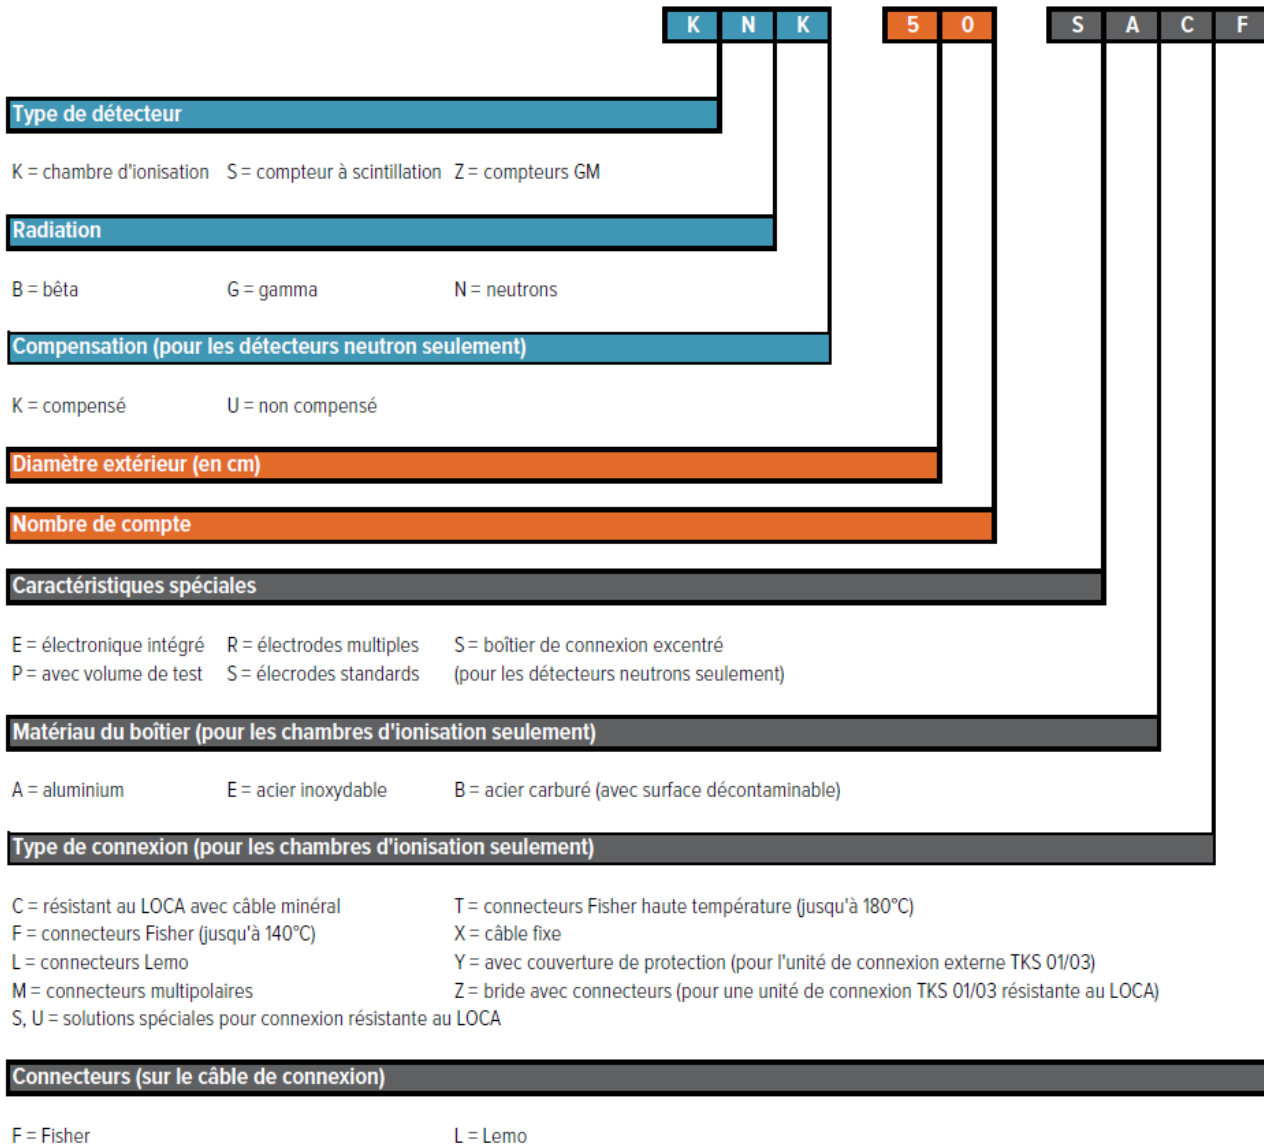 K N K 5 0 S A C F
Type de détecteur
K = chambre d'ionisation S = compteur à scintillation Z = compteurs GM
Radiation
B = bêta G = gamma N = neutrons
Compensation (pour les détecteurs neutron seulement)
K = compensé U = non compensé
Diamètre extérieur (en cm)
Nombre de compte
Caractéristiques spéciales
E = électronique intégré R = électrodes multiples S = boîtier de connexion excentré
P = avec volume de test S = élecrodes standards (pour les détecteurs neutrons seulement)
Matériau du boîtier (pour les chambres d'ionisation seulement)
A = aluminium E = acier inoxydable B = acier carburé (avec surface décontaminable)
Type de connexion (pour les chambres d'ionisation seulement)
C = résistant au LOCA avec câble minéral T = connecteurs Fisher haute température (jusqu'à 180°C)
F = connecteurs Fisher (jusqu'à 140°C) X = câble fixe
L = connecteurs Lemo Y = avec couverture de protection (pour l'unité de connexion externe TKS 01/03)
M = connecteurs multipolaires Z = bride avec connecteurs (pour une unité de connexion TKS 01/03 résistante au LOCA)
S, U = solutions spéciales pour connexion résistante au LOCA
Connecteurs (sur le câble de connexion)
F = Fisher L = Lemo